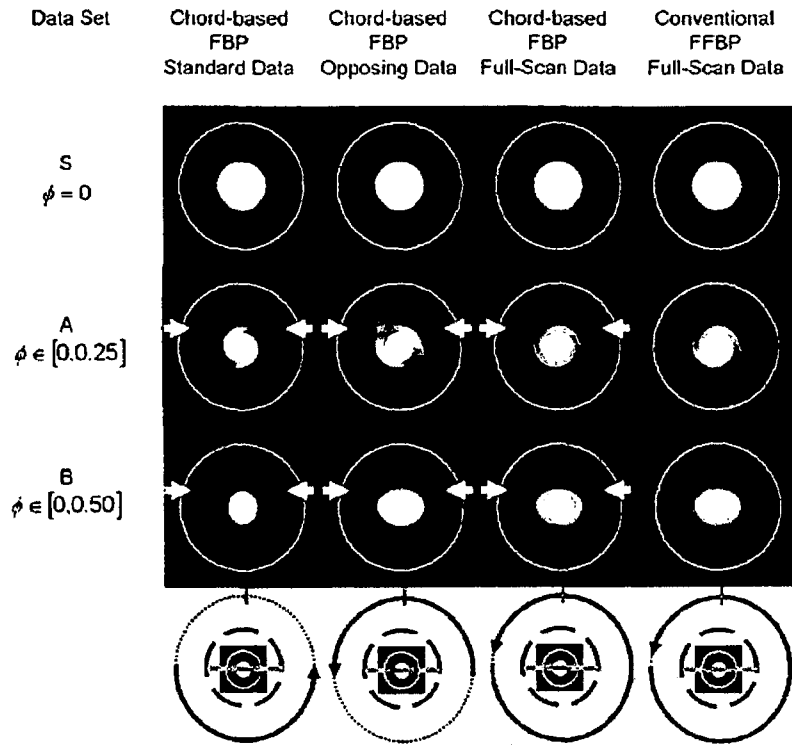 Data Set
Chord-based
FBP
Standard Data
Chord-based
FBP
Opposing Data
Chord-based
FBP
Full-Scan Data
Conventional
FFBP
Full-Scan Data
S
ϕ = 0
A
ϕ ∈ [0,0.25]
B
ϕ ∈ [0,0.50]